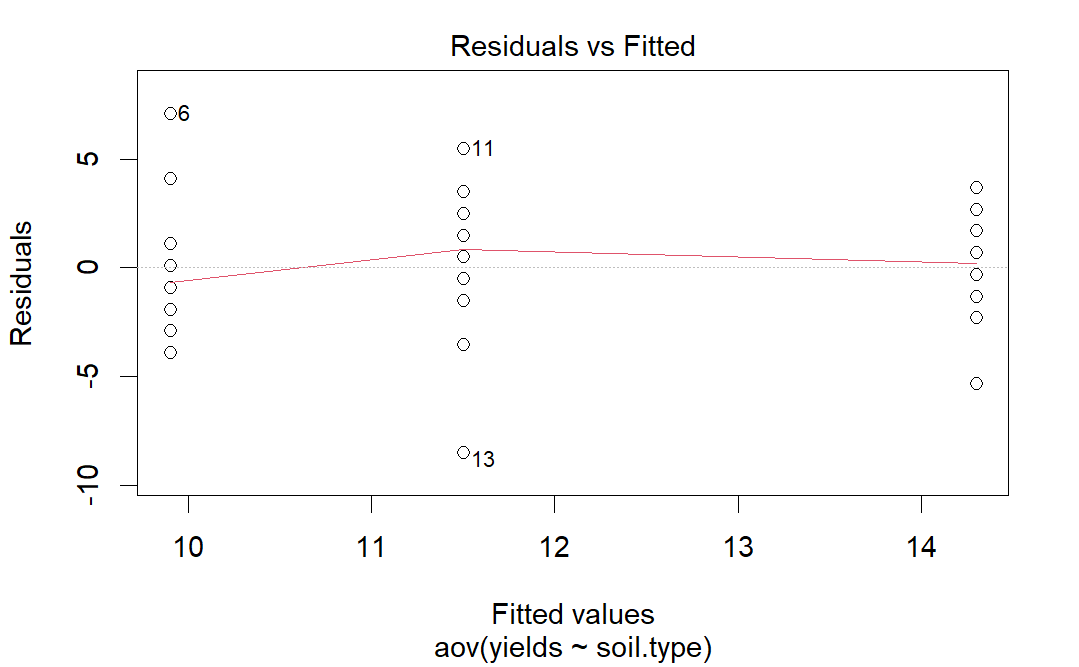 Residuals vs Fitted
6
11
13
5
0
-5
-10
Residuals
10 11 12 13 14
Fitted values
aov(yields ~ soil.type)